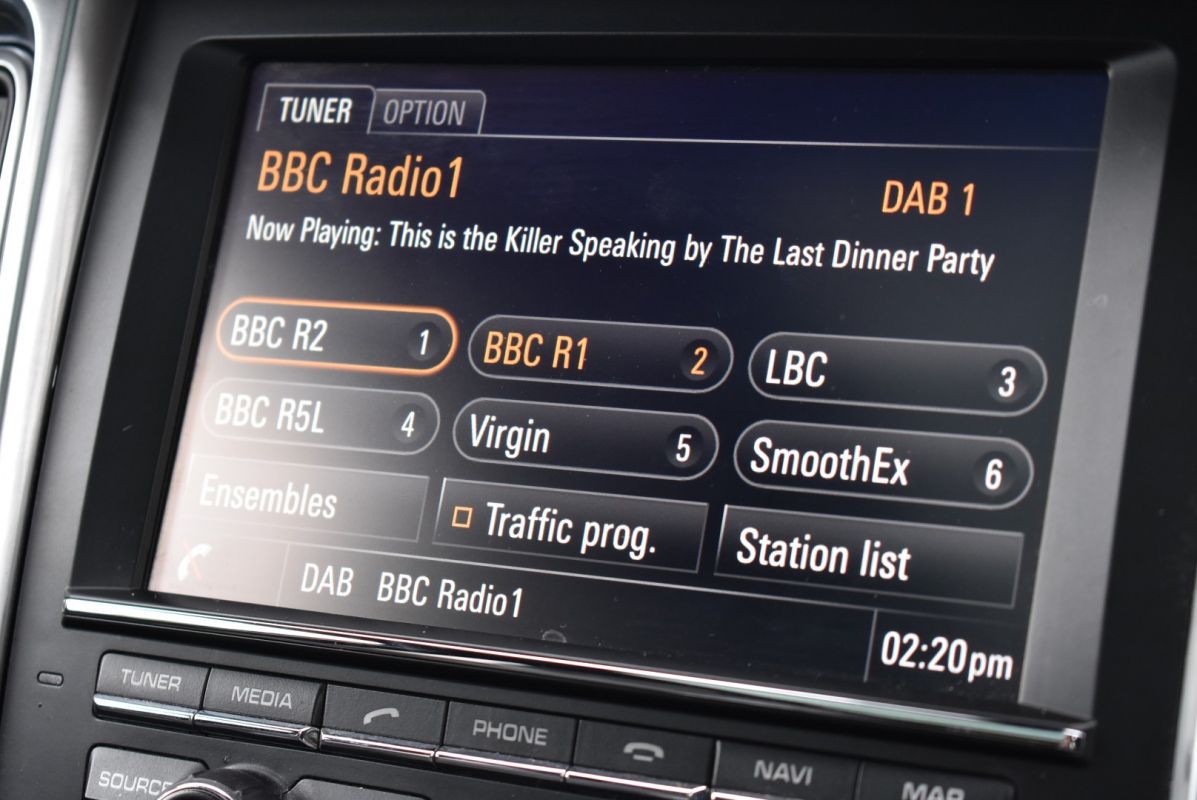 TUNER OPTION
BBC Radio1 DAB 1
Now Playing: This is the Killer Speaking by The Last Dinner Party
BBC R2 1 BBC R1 2 LBC 3
BBC R5L 4 Virgin 5 SmoothEx 6
Ensembles Traffic prog. Station list
DAB BBC Radio1 02:20pm
TUNER MEDIA PHONE NAVI MAP
SOURCE